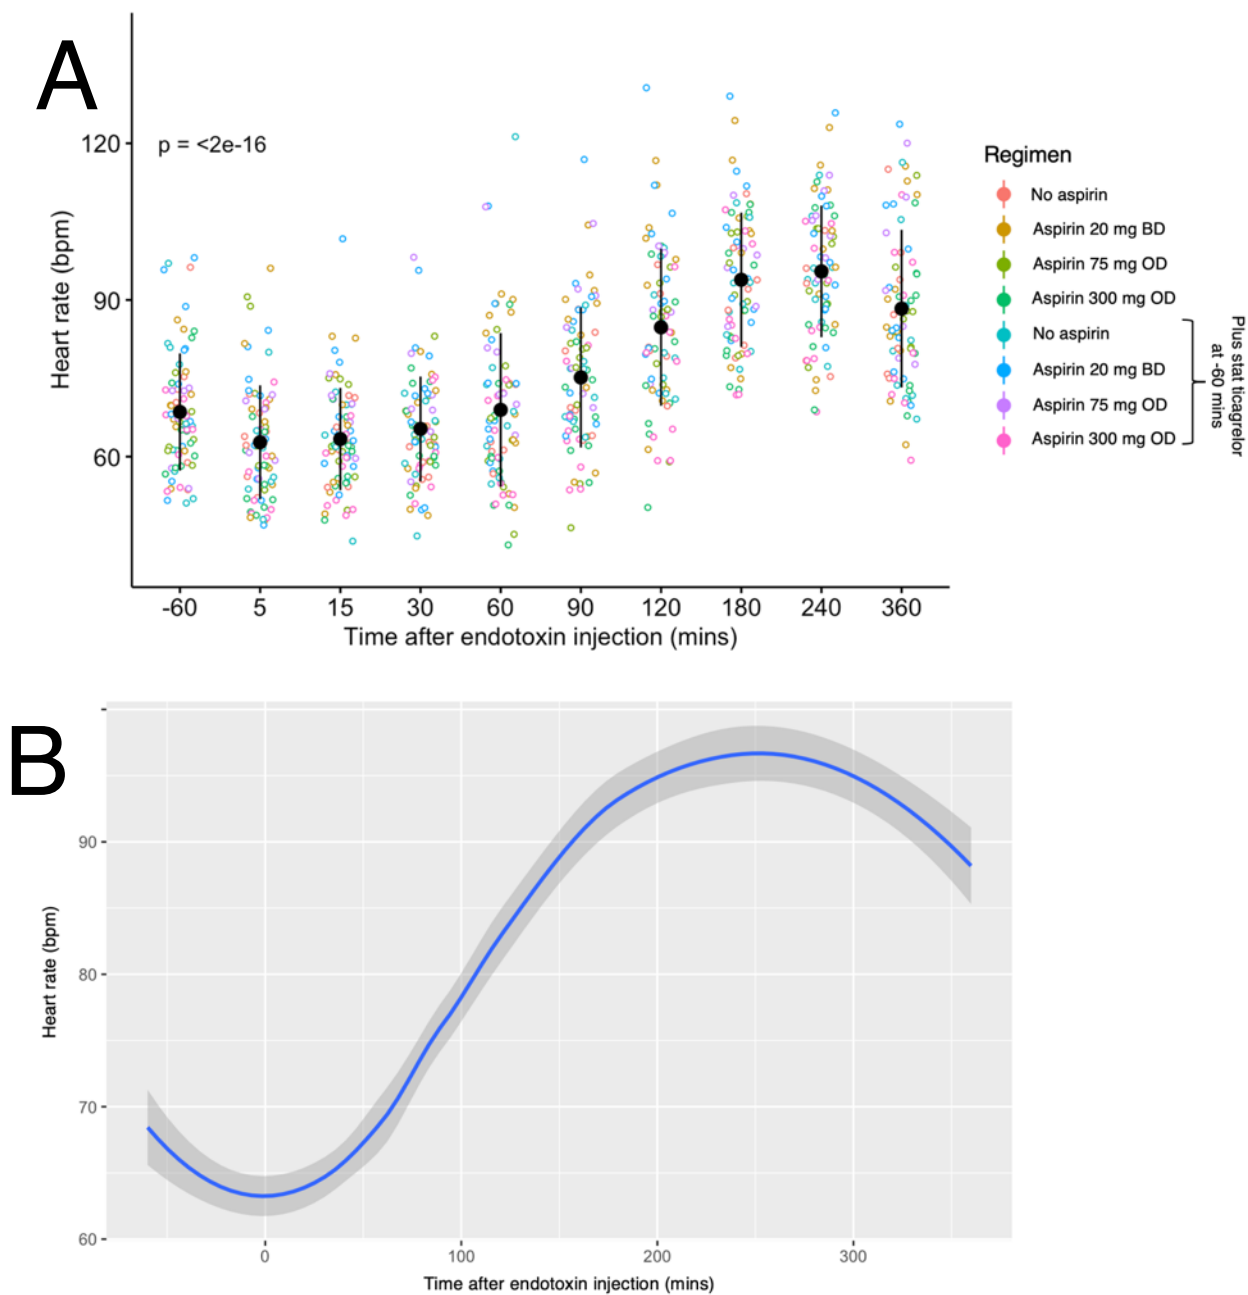 A
p = <2e-16
120
90
60
Heart rate (bpm)
-60 5 15 30 60 90 120 180 240 360
Time after endotoxin injection (mins)
Regimen
No aspirin
Aspirin 20 mg BD
Aspirin 75 mg OD
Aspirin 300 mg OD
No aspirin
Aspirin 20 mg BD
Aspirin 75 mg OD
Aspirin 300 mg OD
Plus stat ticagrelor
at -60 mins
B
90
80
70
60
Heart rate (bpm)
0 100 200 300
Time after endotoxin injection (mins)